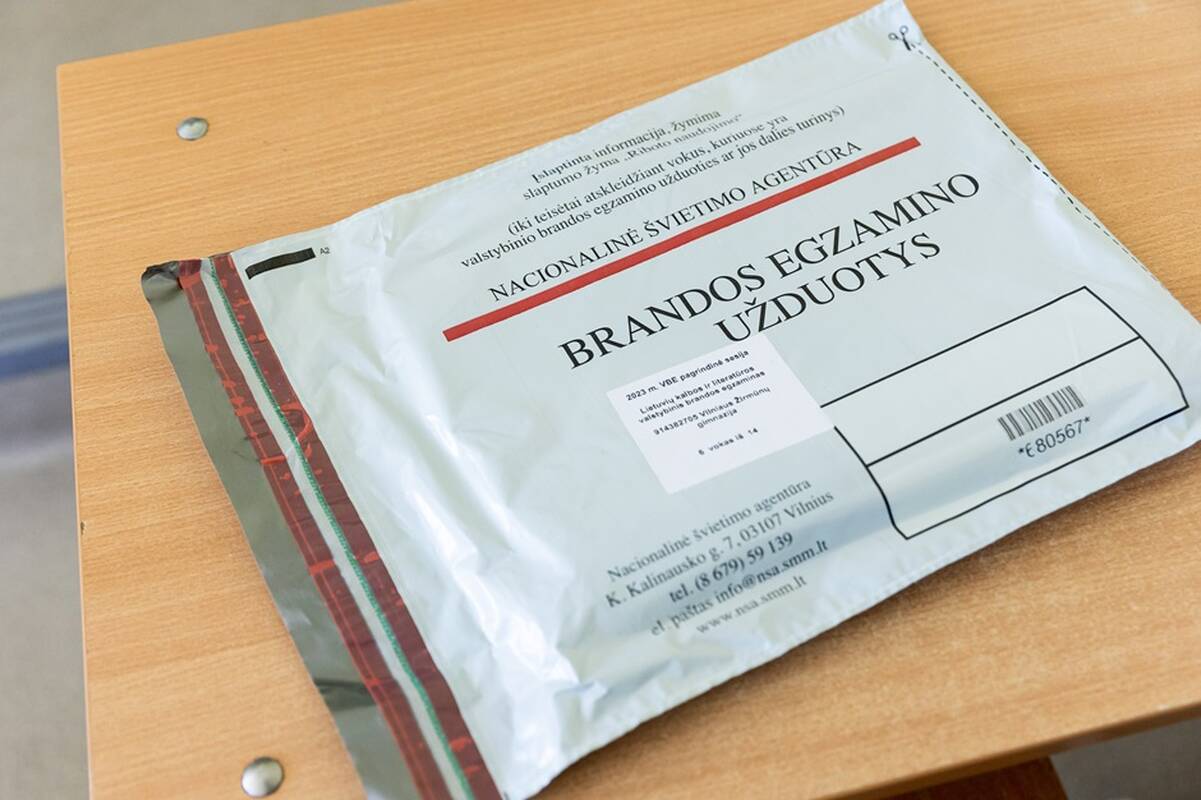 Įslaptinta informacija, žymima
slaptumo žyma „Riboto naudojimo“
(iki teisėtai atskleidžiant vokus, kuriuose yra
valstybinio brandos egzamino užduoties ar jos dalies turinys)
NACIONALINĖ ŠVIETIMO AGENTŪRA
BRANDOS EGZAMINO
UŽDUOTYS
A2
2023 m. VBE pagrindinė sesija
Lietuvių kalbos ir literatūros
valstybinis brandos egzaminas
914382705 Vilniaus Žirmūnų
gimnazija
6 vokas iš 14
*€80567*
Nacionalinė švietimo agentūra
K. Kalinausko g. 7, 03107 Vilnius
tel. (8 679) 59 139
el. paštas info@nsa.smm.lt
www.nsa.smm.lt